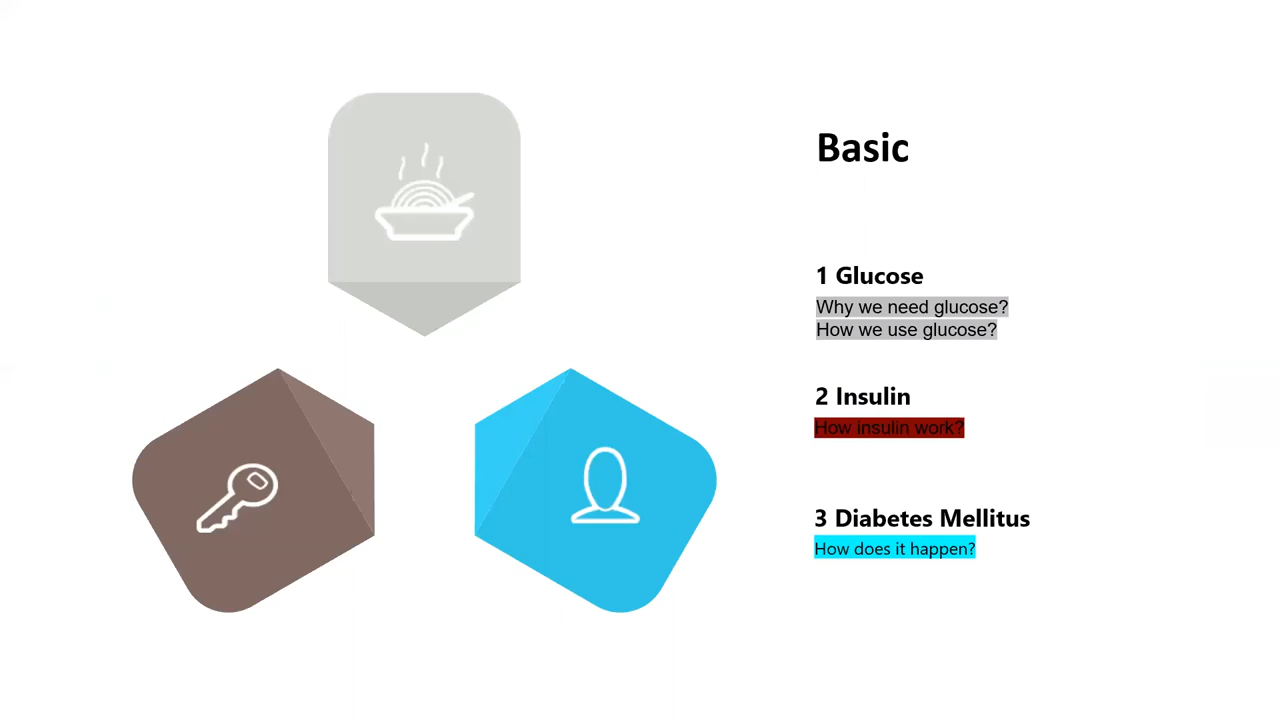 Basic
1 Glucose
Why we need glucose?
How we use glucose?
2 Insulin
How insulin work?
3 Diabetes Mellitus
How does it happen?